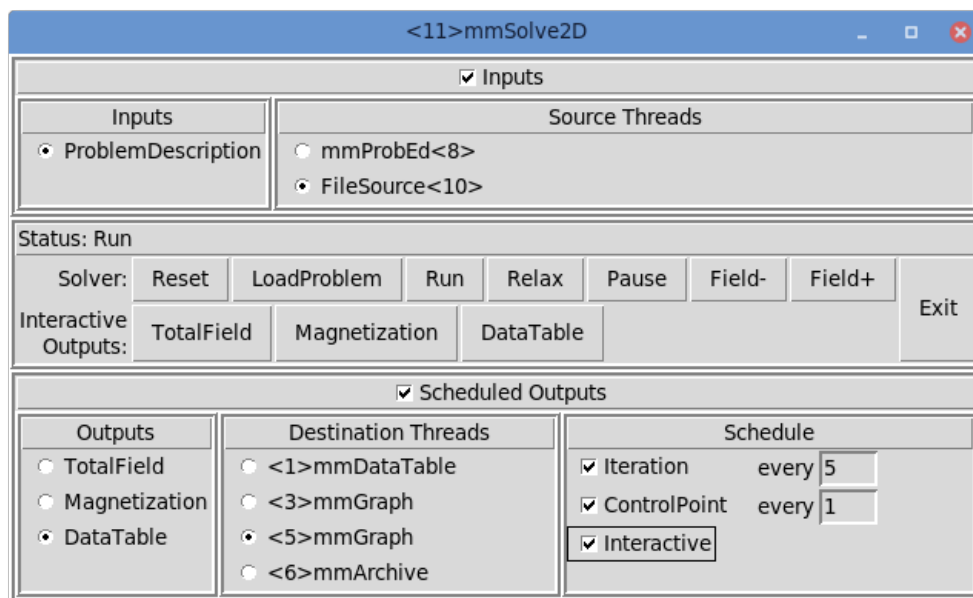 <11>mmSolve2D
Inputs
Inputs
Source Threads
ProblemDescription
mmProbEd<8>
FileSource<10>
Status: Run
Solver: Reset LoadProblem Run Relax Pause Field- Field+
Exit
Interactive
Outputs:
TotalField Magnetization DataTable
Scheduled Outputs
Outputs
TotalField
Magnetization
DataTable
Destination Threads
<1>mmDataTable
<3>mmGraph
<5>mmGraph
<6>mmArchive
Schedule
Iteration every 5
ControlPoint every 1
Interactive